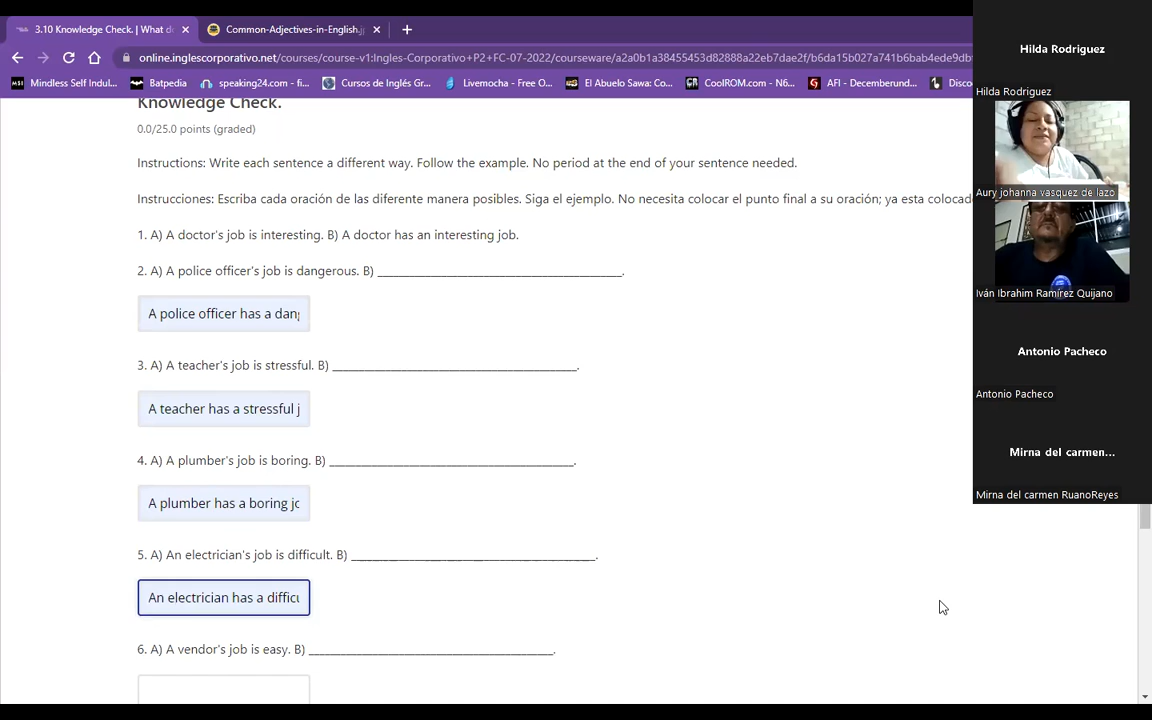 3.10 Knowledge Check. | What d
Common-Adjectives-in-English.j
online.inglescorporativo.net/courses/course-v1:Ingles-Corporativo+P2+FC-07-2022/courseware/a2a0b1a38455453d82888a22eb7dae2f/b6da15b027a741b6bab4ede9db
Mindless Self Indul... Batpedia speaking24.com - fi... Cursos de Inglés Gr... Livemocha - Free O... El Abuelo Sawa: Co... CoolROM.com - N6... AFI - Decemberund... Disco
Knowledge Check.
0.0/25.0 points (graded)
Instructions: Write each sentence a different way. Follow the example. No period at the end of your sentence needed.
Instrucciones: Escriba cada oración de las diferente manera posibles. Siga el ejemplo. No necesita colocar el punto final a su oración; ya esta colocad
1. A) A doctor's job is interesting. B) A doctor has an interesting job.
2. A) A police officer's job is dangerous. B) ___________________________________.
A police officer has a dang
3. A) A teacher's job is stressful. B) ___________________________________.
A teacher has a stressful j
4. A) A plumber's job is boring. B) ___________________________________.
A plumber has a boring jo
5. A) An electrician's job is difficult. B) ___________________________________.
An electrician has a difficu
6. A) A vendor's job is easy. B) ___________________________________.
Hilda Rodriguez
Hilda Rodriguez
Aury johanna vasquez de lazo
Iván Ibrahim Ramírez Quijano
Antonio Pacheco
Antonio Pacheco
Mirna del carmen...
Mirna del carmen RuanoReyes